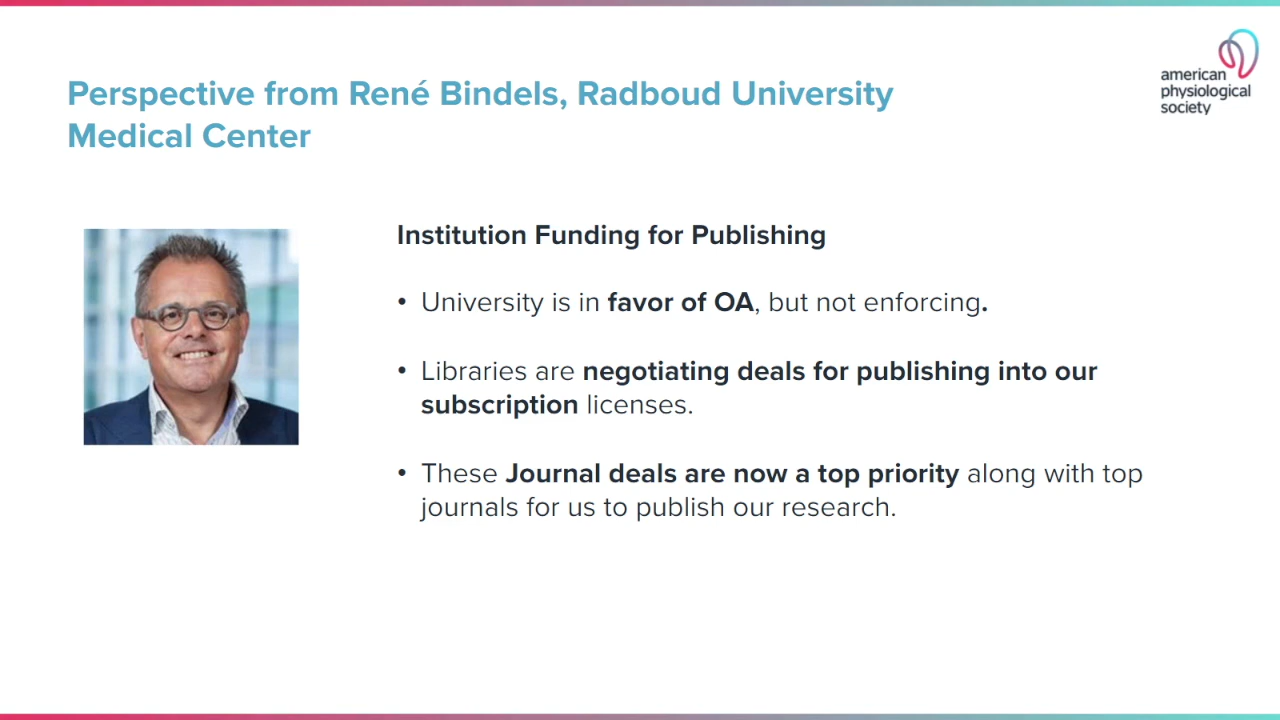 american
physiological
society
Perspective from René Bindels, Radboud University
Medical Center
Institution Funding for Publishing
• University is in favor of OA, but not enforcing.
• Libraries are negotiating deals for publishing into our
subscription licenses.
• These Journal deals are now a top priority along with top
journals for us to publish our research.